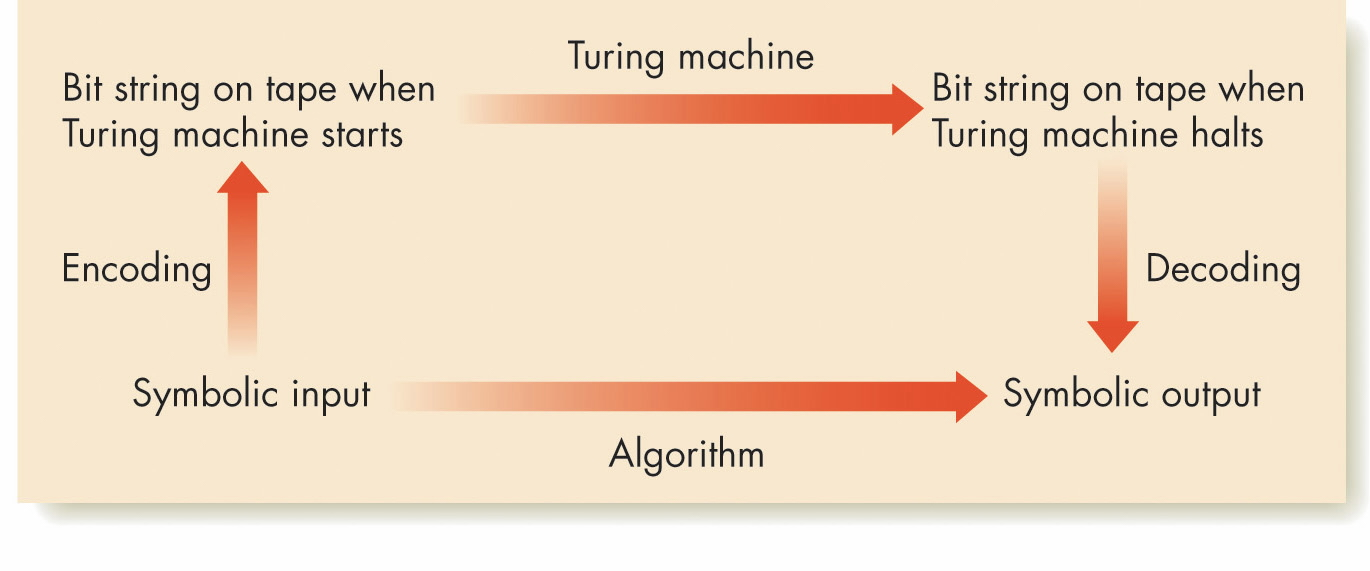 Turing machine
Bit string on tape when
Turing machine starts
Bit string on tape when
Turing machine halts
Encoding
Decoding
Symbolic input
Symbolic output
Algorithm